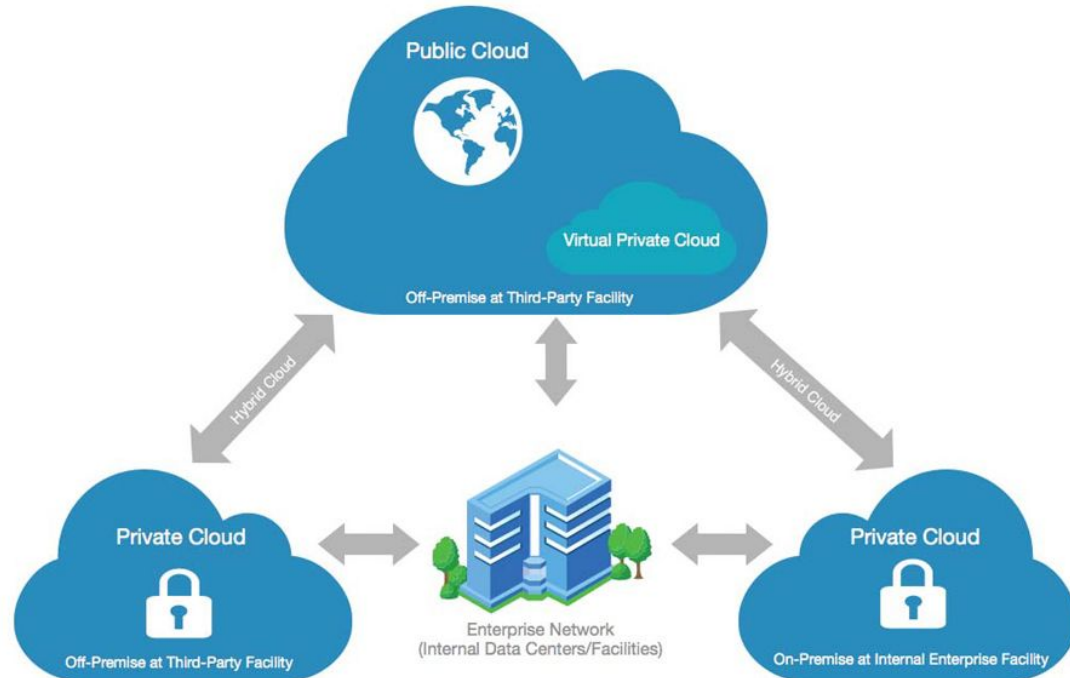 Public Cloud
Virtual Private Cloud
Off-Premise at Third-Party Facility
Hybrid Cloud
Hybrid Cloud
Private Cloud
Off-Premise at Third-Party Facility
Enterprise Network
(Internal Data Centers/Facilities)
Private Cloud
On-Premise at Internal Enterprise Facility